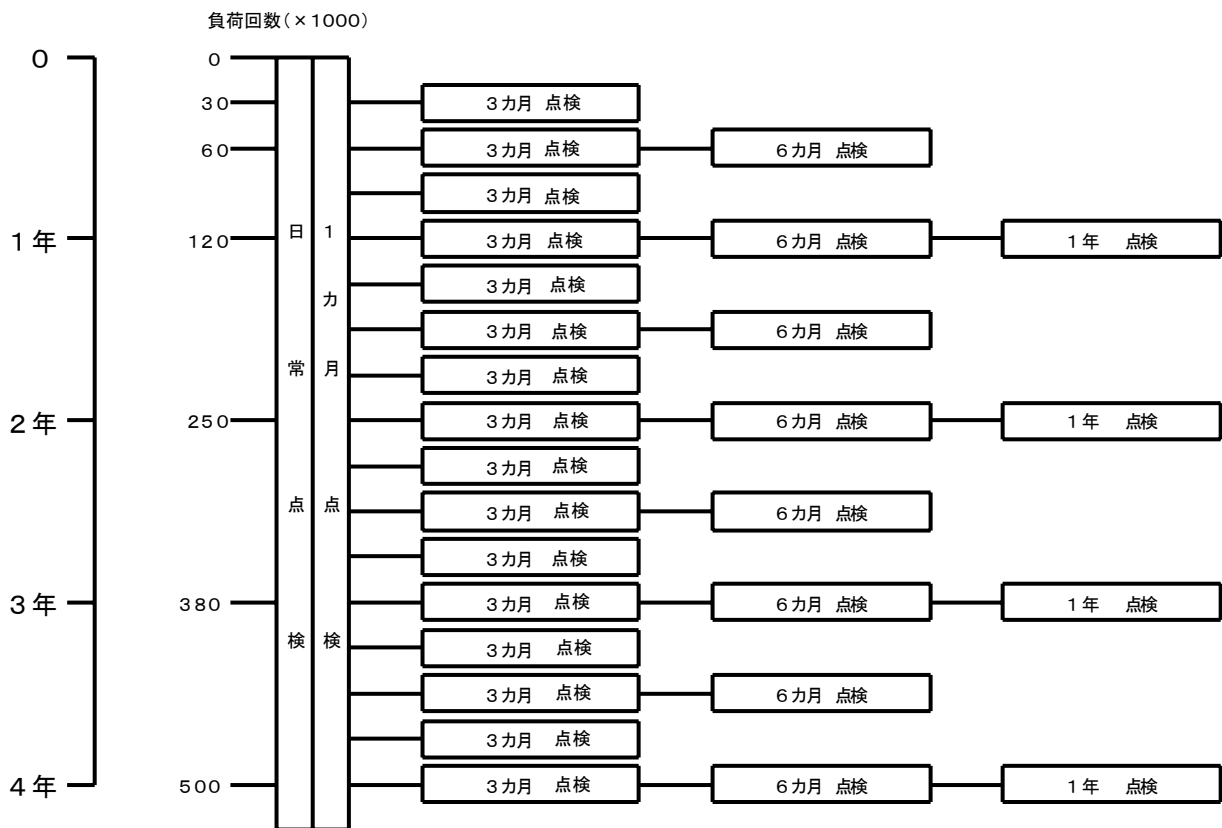 負荷回数(×1000)
0
0
30
3カ月 点検
60
3カ月 点検
6カ月 点検
3カ月 点検
1年
120
3カ月 点検
6カ月 点検
1年 点検
3カ月 点検
3カ月 点検
6カ月 点検
3カ月 点検
2年
250
3カ月 点検
6カ月 点検
1年 点検
3カ月 点検
3カ月 点検
6カ月 点検
3カ月 点検
3年
380
3カ月 点検
6カ月 点検
1年 点検
3カ月 点検
3カ月 点検
6カ月 点検
3カ月 点検
4年
500
3カ月 点検
6カ月 点検
1年 点検
日常点検
1カ月点検